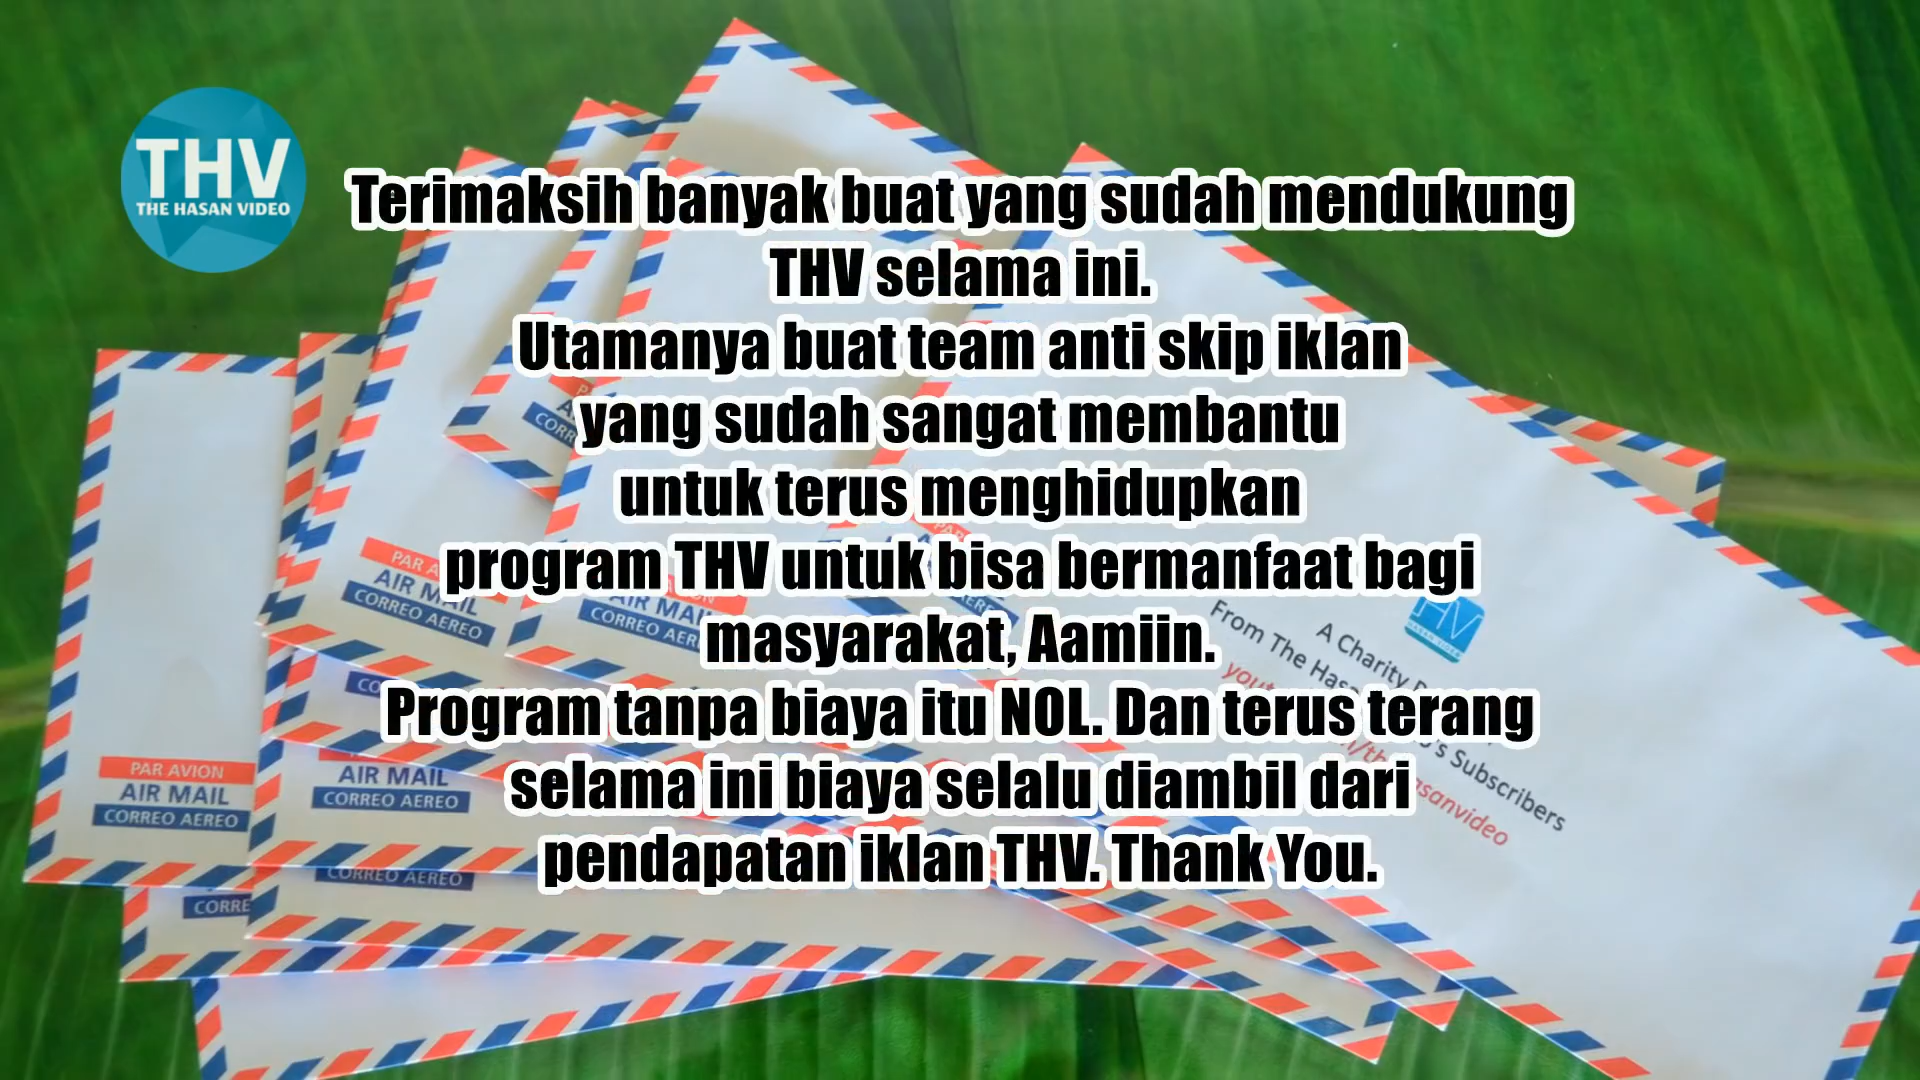 THV
THE HASAN VIDEO
Terimaksih banyak buat yang sudah mendukung
THV selama ini.
Utamanya buat team anti skip iklan
yang sudah sangat membantu
untuk terus menghidupkan
program THV untuk bisa bermanfaat bagi
masyarakat, Aamiin.
Program tanpa biaya itu NOL. Dan terus terang
selama ini biaya selalu diambil dari
pendapatan iklan THV. Thank You.
PAR AVION
AIR MAIL
CORREO AEREO
AIR MAIL
CORREO AEREO
AIR MAIL
CORREO AEREO
CORREO AEREO
A Charity
From The
Subscribers